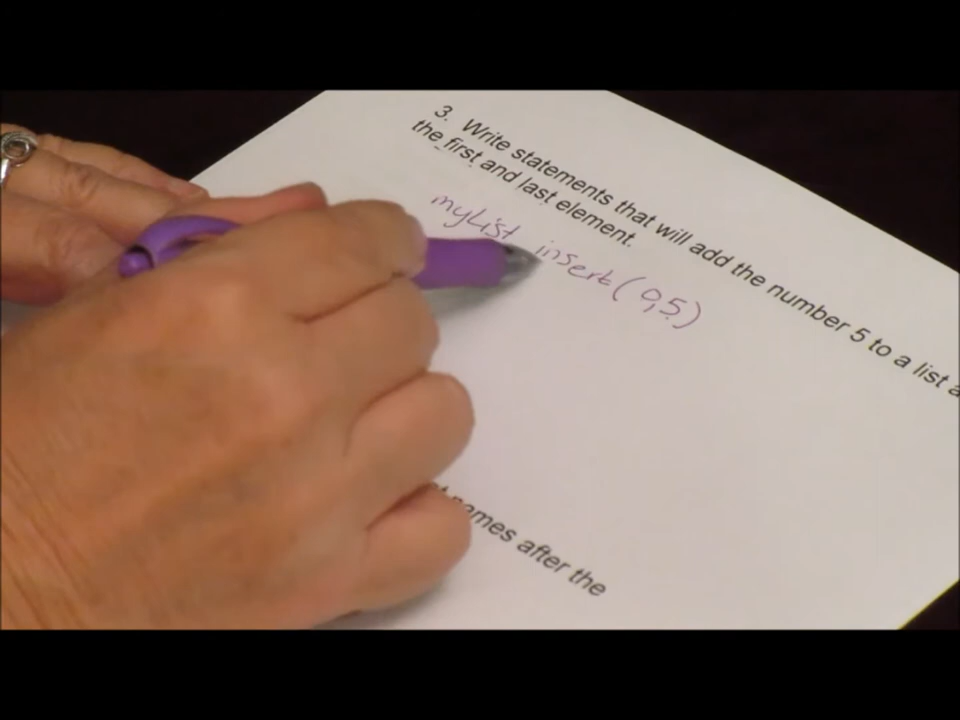 3. Write statements that will add the number 5 to a list a
the first and last element.
myList insert(0,5)
names after the